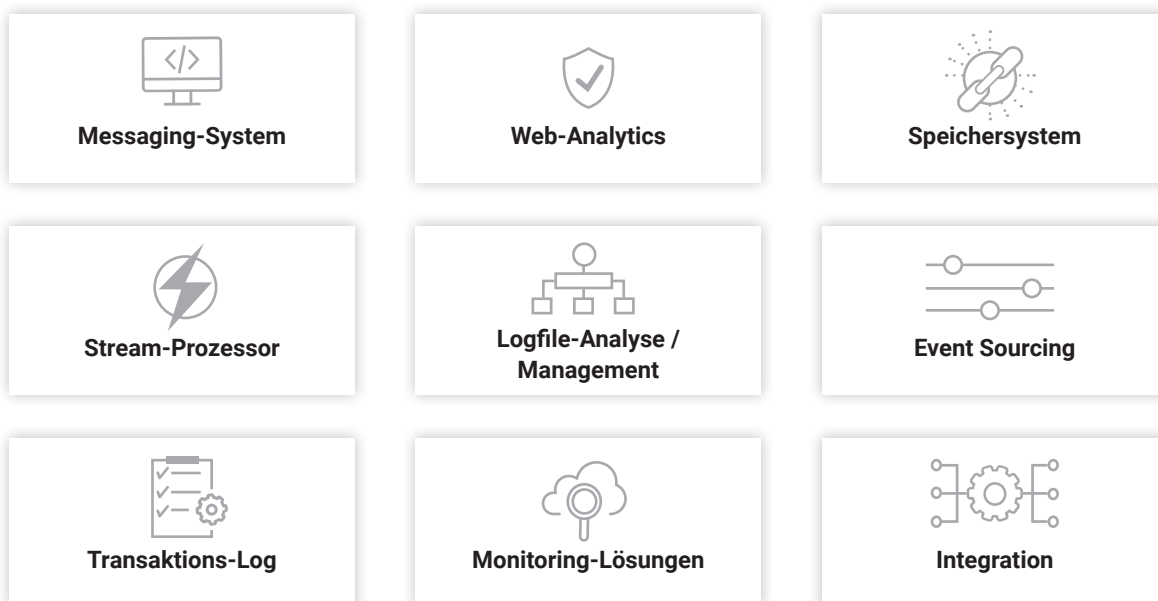 </>
Messaging-System
Web-Analytics
Speichersystem
Stream-Prozessor
Logfile-Analyse /
Management
Event Sourcing
Transaktions-Log
Monitoring-Lösungen
Integration